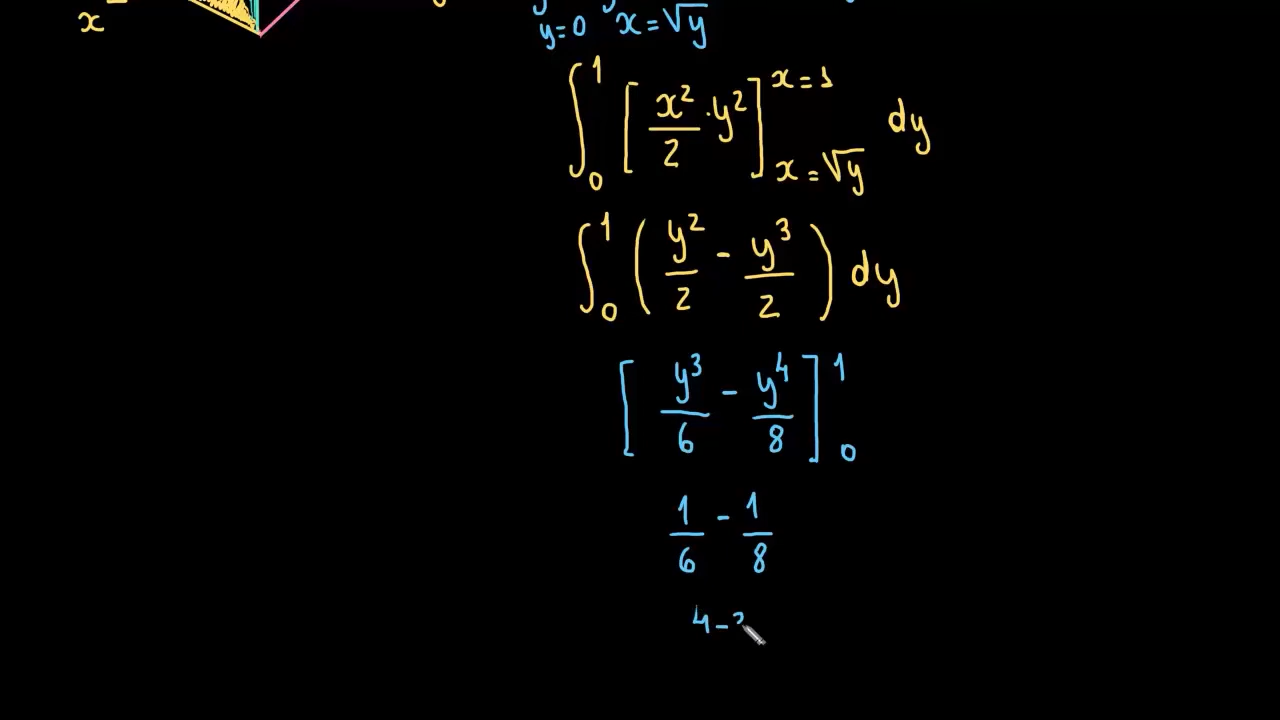 x
y=0 x=√y
∫₀¹ [x²/2 · y²] x=1 x=√y dy
∫₀¹ (y²/2 - y³/2) dy
[y³/6 - y⁴/8]₀¹
1/6 - 1/8
4-